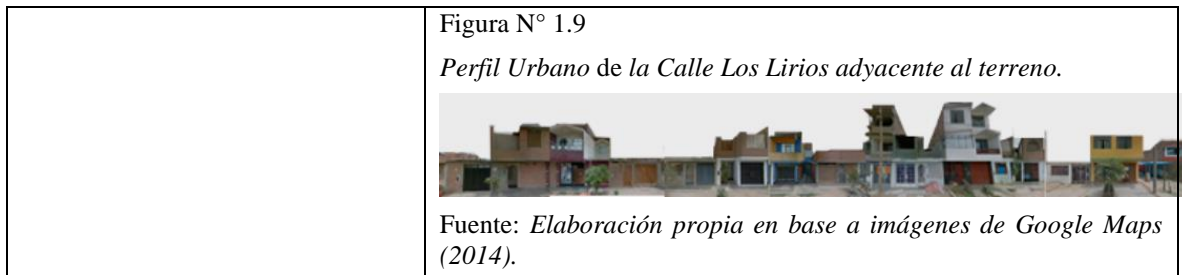 Figura N° 1.9
Perfil Urbano de la Calle Los Lirios adyacente al terreno.
Fuente: Elaboración propia en base a imágenes de Google Maps
(2014).